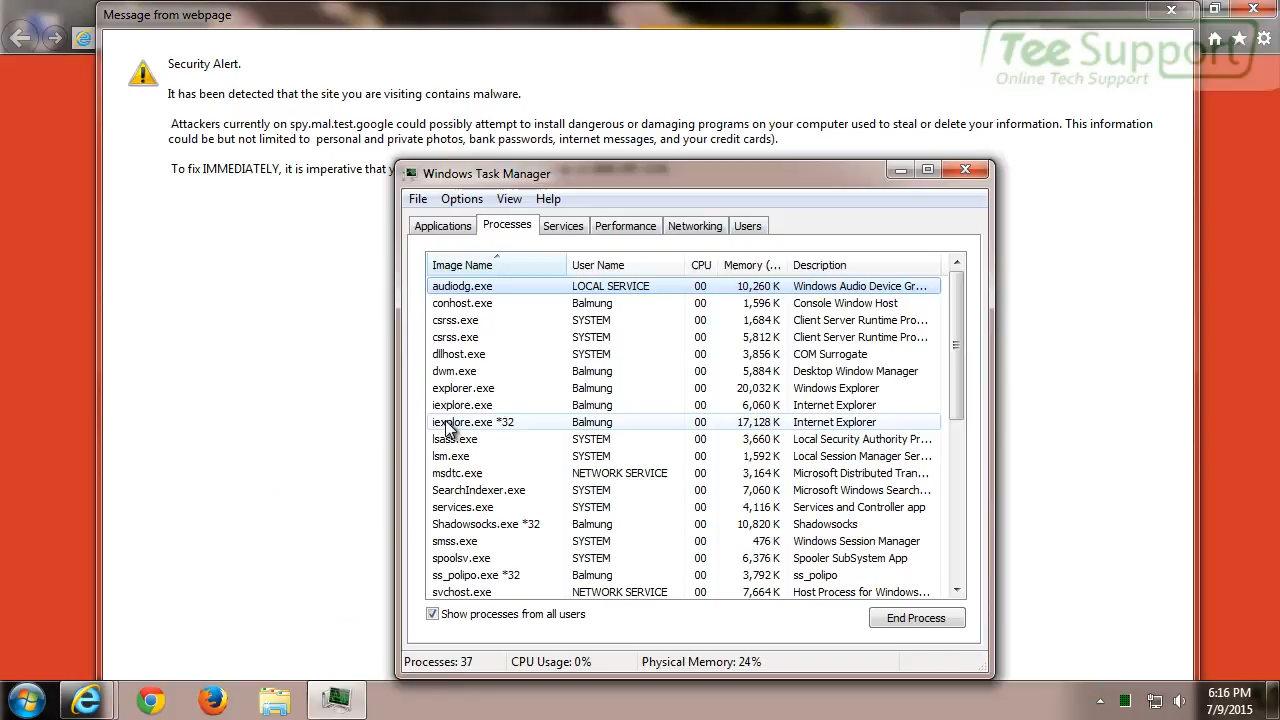 Message from webpage
Tee Support
Online Tech Support
Security Alert.
It has been detected that the site you are visiting contains malware.
Attackers currently on spy.mal.test.google could possibly attempt to install dangerous or damaging programs on your computer used to steal or delete your information. This information
could be but not limited to personal and private photos, bank passwords, internet messages, and your credit cards).
To fix IMMEDIATELY, it is imperative that
Windows Task Manager
File Options View Help
Applications Processes Services Performance Networking Users
Image Name User Name CPU Memory (... Description
audiodg.exe LOCAL SERVICE 00 10,260 K Windows Audio Device Gr...
conhost.exe Balmung 00 1,596 K Console Window Host
csrss.exe SYSTEM 00 1,684 K Client Server Runtime Pro...
csrss.exe SYSTEM 00 5,812 K Client Server Runtime Pro...
dllhost.exe SYSTEM 00 3,856 K COM Surrogate
dwm.exe Balmung 00 5,884 K Desktop Window Manager
explorer.exe Balmung 00 20,032 K Windows Explorer
iexplore.exe Balmung 00 6,060 K Internet Explorer
iexplore.exe *32 Balmung 00 17,128 K Internet Explorer
lsass.exe SYSTEM 00 3,660 K Local Security Authority Pr...
lsm.exe SYSTEM 00 1,592 K Local Session Manager Ser...
msdtc.exe NETWORK SERVICE 00 3,164 K Microsoft Distributed Tran...
SearchIndexer.exe SYSTEM 00 7,060 K Microsoft Windows Search...
services.exe SYSTEM 00 4,116 K Services and Controller app
Shadowsocks.exe *32 Balmung 00 10,820 K Shadowsocks
smss.exe SYSTEM 00 476 K Windows Session Manager
spoolsv.exe SYSTEM 00 6,376 K Spooler SubSystem App
ss_polipo.exe *32 Balmung 00 3,792 K ss_polipo
svchost.exe NETWORK SERVICE 00 7,664 K Host Process for Windows...
Show processes from all users End Process
Processes: 37 CPU Usage: 0% Physical Memory: 24%
6:16 PM
7/9/2015